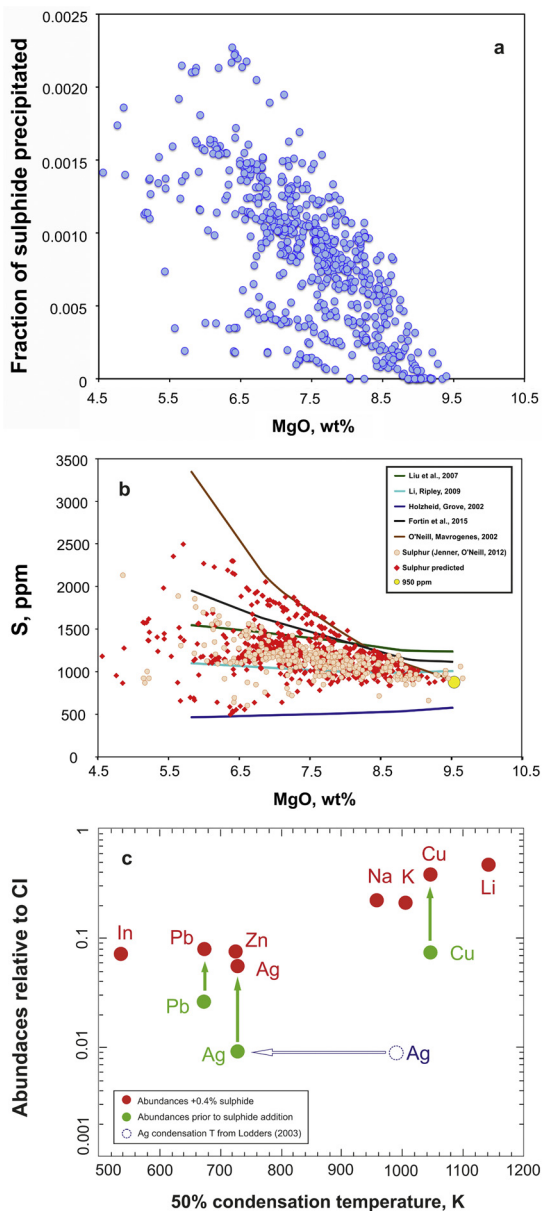 a
Fraction of sulphide precipitated
0.0025
0.0020
0.0015
0.0010
0.005
0
4.5 5.5 6.5 7.5 8.5 9.5 10.5
MgO, wt%
b
S, ppm
3500
3000
2500
2000
1500
1000
500
0
Liu et al., 2007
Li, Ripley, 2009
Holzheid, Grove, 2002
Fortin et al., 2015
O'Neill, Mavrogenes, 2002
Sulphur (Jenner, O'Neill, 2012)
Sulphur predicted
950 ppm
4.5 5.5 6.5 7.5 8.5 9.5 10.5
MgO, wt%
c
Abundaces relative to CI
1
0.1
0.01
0.001
In
Pb
Zn
Ag
Na
K
Cu
Li
Pb
Cu
Ag
Ag
Abundances +0.4% sulphide
Abundances prior to sulphide addition
Ag condensation T from Lodders (2003)
500 600 700 800 900 1000 1100 1200
50% condensation temperature, K